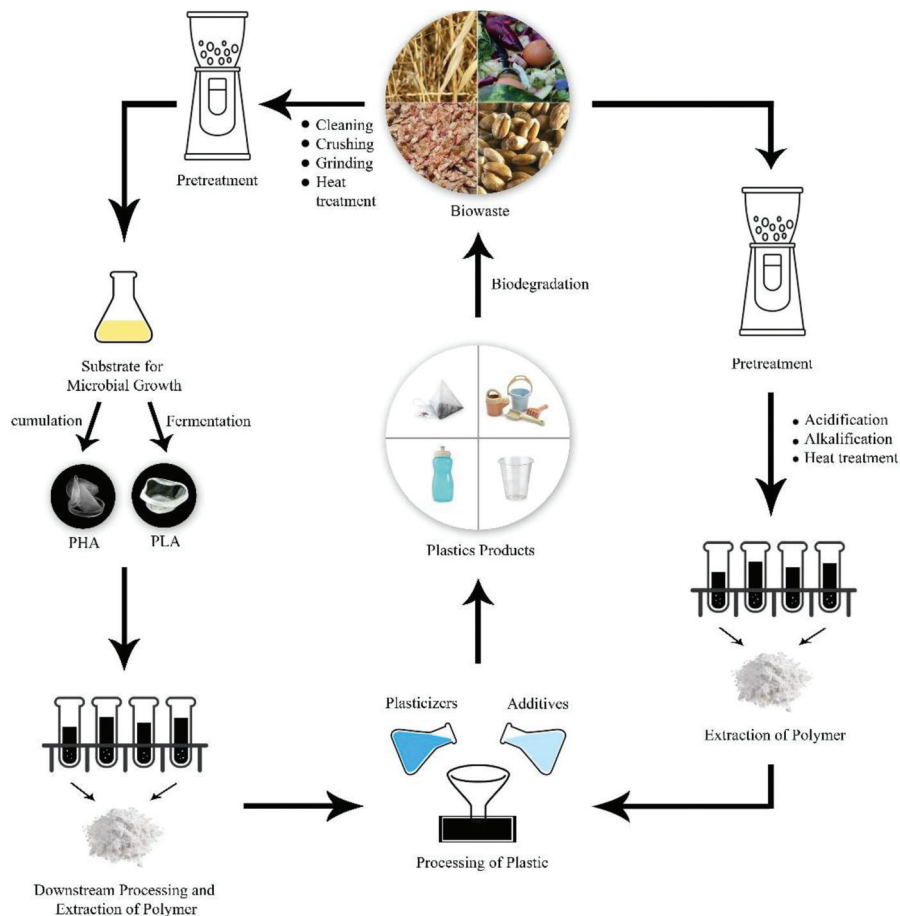 Cleaning
Crushing
Grinding
Heat
treatment
Pretreatment
Biowaste
Biodegradation
Pretreatment
Substrate for
Microbial Growth
cumulation
Fermentation
Acidification
Alkalification
Heat treatment
PHA
PLA
Plastics Products
Plasticizers
Additives
Extraction of Polymer
Processing of Plastic
Downstream Processing and
Extraction of Polymer